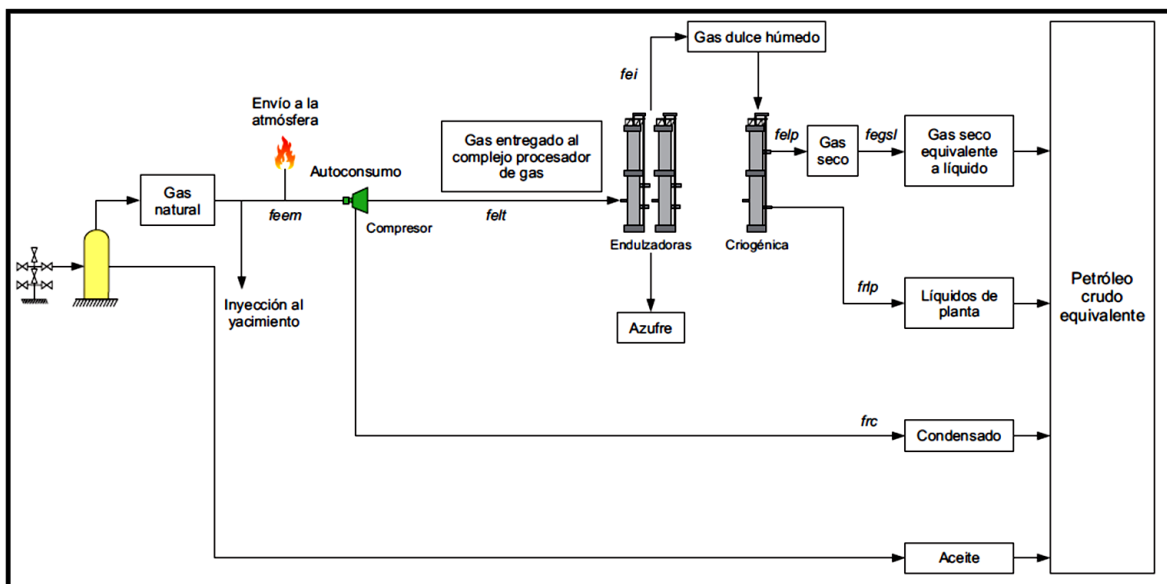 Gas dulce húmedo
fei
Envío a la
atmósfera
Gas entregado al
complejo procesador
de gas
felp
Gas
seco
fegsl
Gas seco
equivalente
a líquido
Autoconsumo
Gas
natural
feem
felt
Compresor
Endulzadoras
Criogénica
Inyección al
yacimiento
Azufre
frlp
Líquidos de
planta
Petróleo
crudo
equivalente
frc
Condensado
Aceite